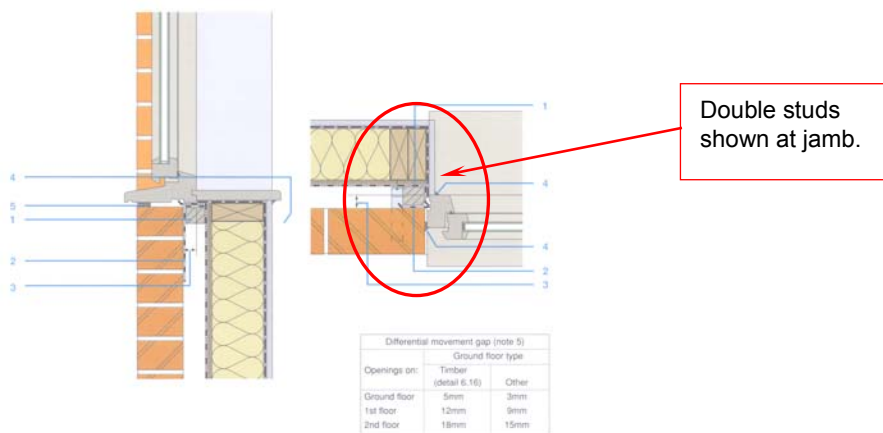 1
Double studs
shown at jamb.
4
4
5
1
2
3
4
2
3
Differential movement gap (note 5)
Ground floor type
Openings on: Timber (detail 6.16) Other
Ground floor 5mm 3mm
1st floor 12mm 9mm
2nd floor 18mm 15mm